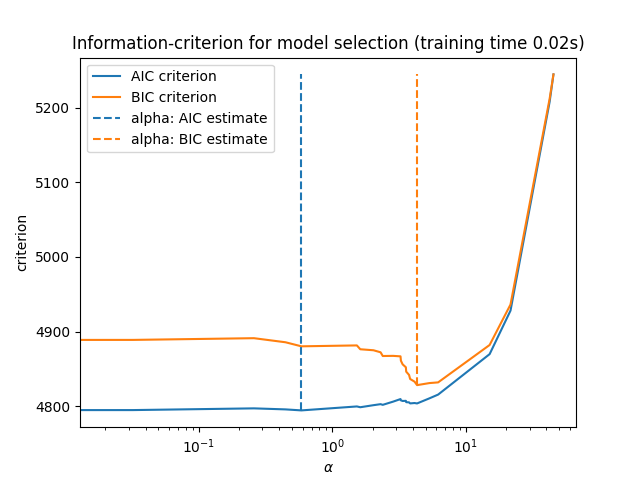 Information-criterion for model selection (training time 0.02s)
AIC criterion
BIC criterion
alpha: AIC estimate
alpha: BIC estimate
criterion
5200
5100
5000
4900
4800
10⁻¹ 10⁰ 10¹
α